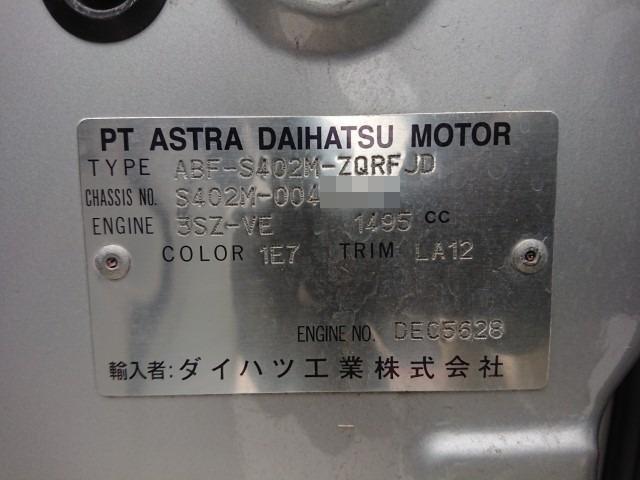 PT ASTRA DAIHATSU MOTOR
TYPE ABF-S402M-ZQRFJD
CHASSIS NO. S402M-004
ENGINE 3SZ-VE 1495 cc
COLOR 1E7 TRIM LA12
ENGINE NO. DEC5628
輸入者:ダイハツ工業株式会社